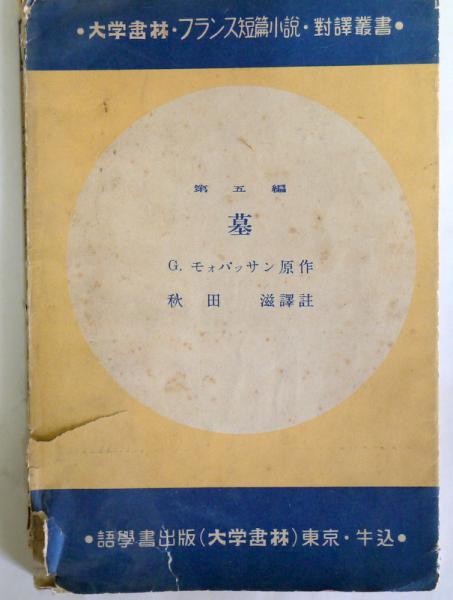 •大学書林・フランス短篇小説・對譯叢書•
第五編
墓
G. モォパッサン原作
秋田 滋譯註
•語學書出版(大学書林)東京・牛込•